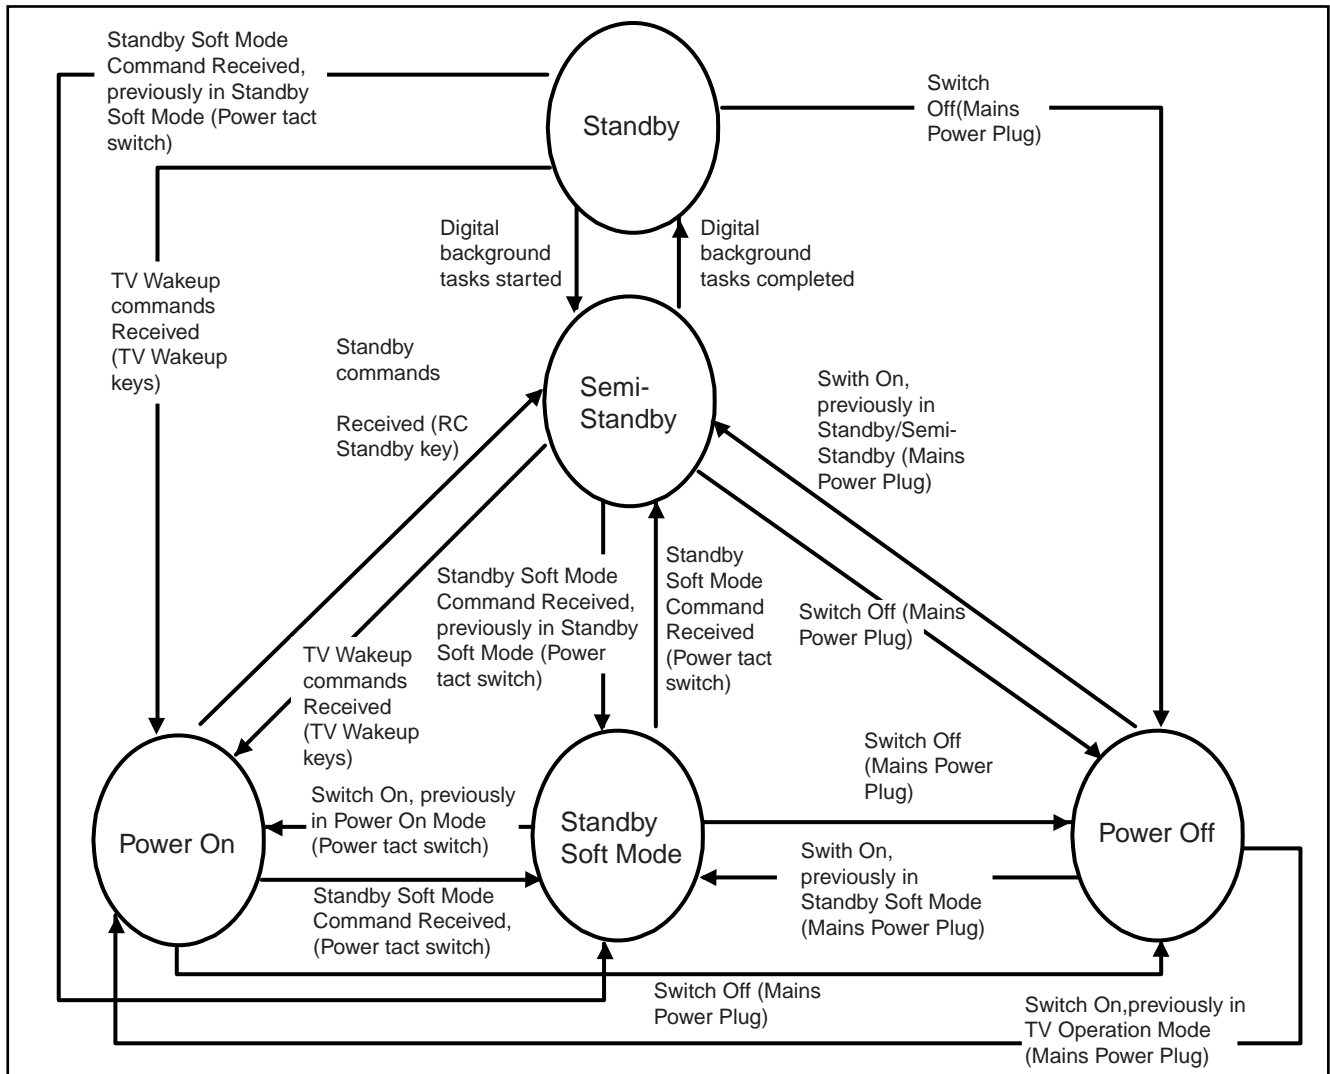 Standby Soft Mode
Command Received,
previously in Standby
Soft Mode (Power tact
switch)
Standby
Switch
Off(Mains
Power Plug)
Digital
background
tasks started
Digital
background
tasks completed
TV Wakeup
commands
Received
(TV Wakeup
keys)
Standby
commands
Received (RC
Standby key)
Semi-
Standby
Swith On,
previously in
Standby/Semi-
Standby (Mains
Power Plug)
Standby Soft Mode
Command Received,
previously in Standby
Soft Mode (Power
tact switch)
Standby
Soft Mode
Command
Received
(Power tact
switch)
Switch Off (Mains
Power Plug)
TV Wakeup
commands
Received
(TV Wakeup
keys)
Switch Off
(Mains Power
Plug)
Switch On, previously
in Power On Mode
(Power tact switch)
Power On
Standby
Soft Mode
Power Off
Swith On,
previously in
Standby Soft Mode
(Mains Power Plug)
Standby Soft Mode
Command Received,
(Power tact switch)
Switch Off (Mains
Power Plug)
Switch On,previously in
TV Operation Mode
(Mains Power Plug)